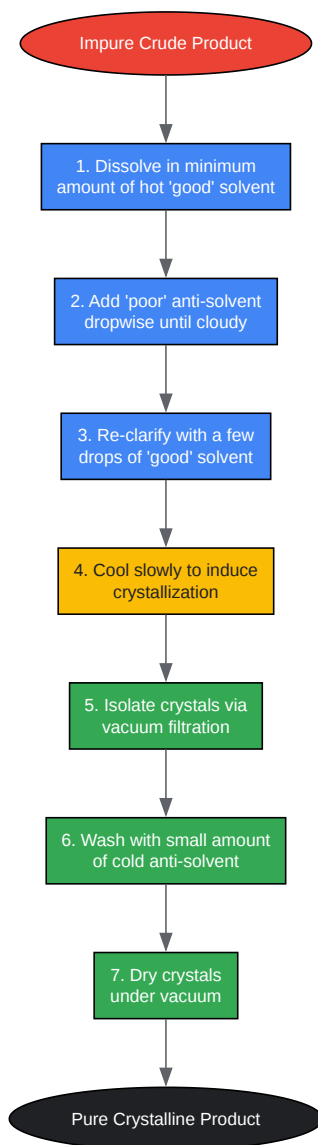 Impure Crude Product
1. Dissolve in minimum
amount of hot 'good' solvent
2. Add 'poor' anti-solvent
dropwise until cloudy
3. Re-clarify with a few
drops of 'good' solvent
4. Cool slowly to induce
crystallization
5. Isolate crystals via
vacuum filtration
6. Wash with small amount
of cold anti-solvent
7. Dry crystals
under vacuum
Pure Crystalline Product